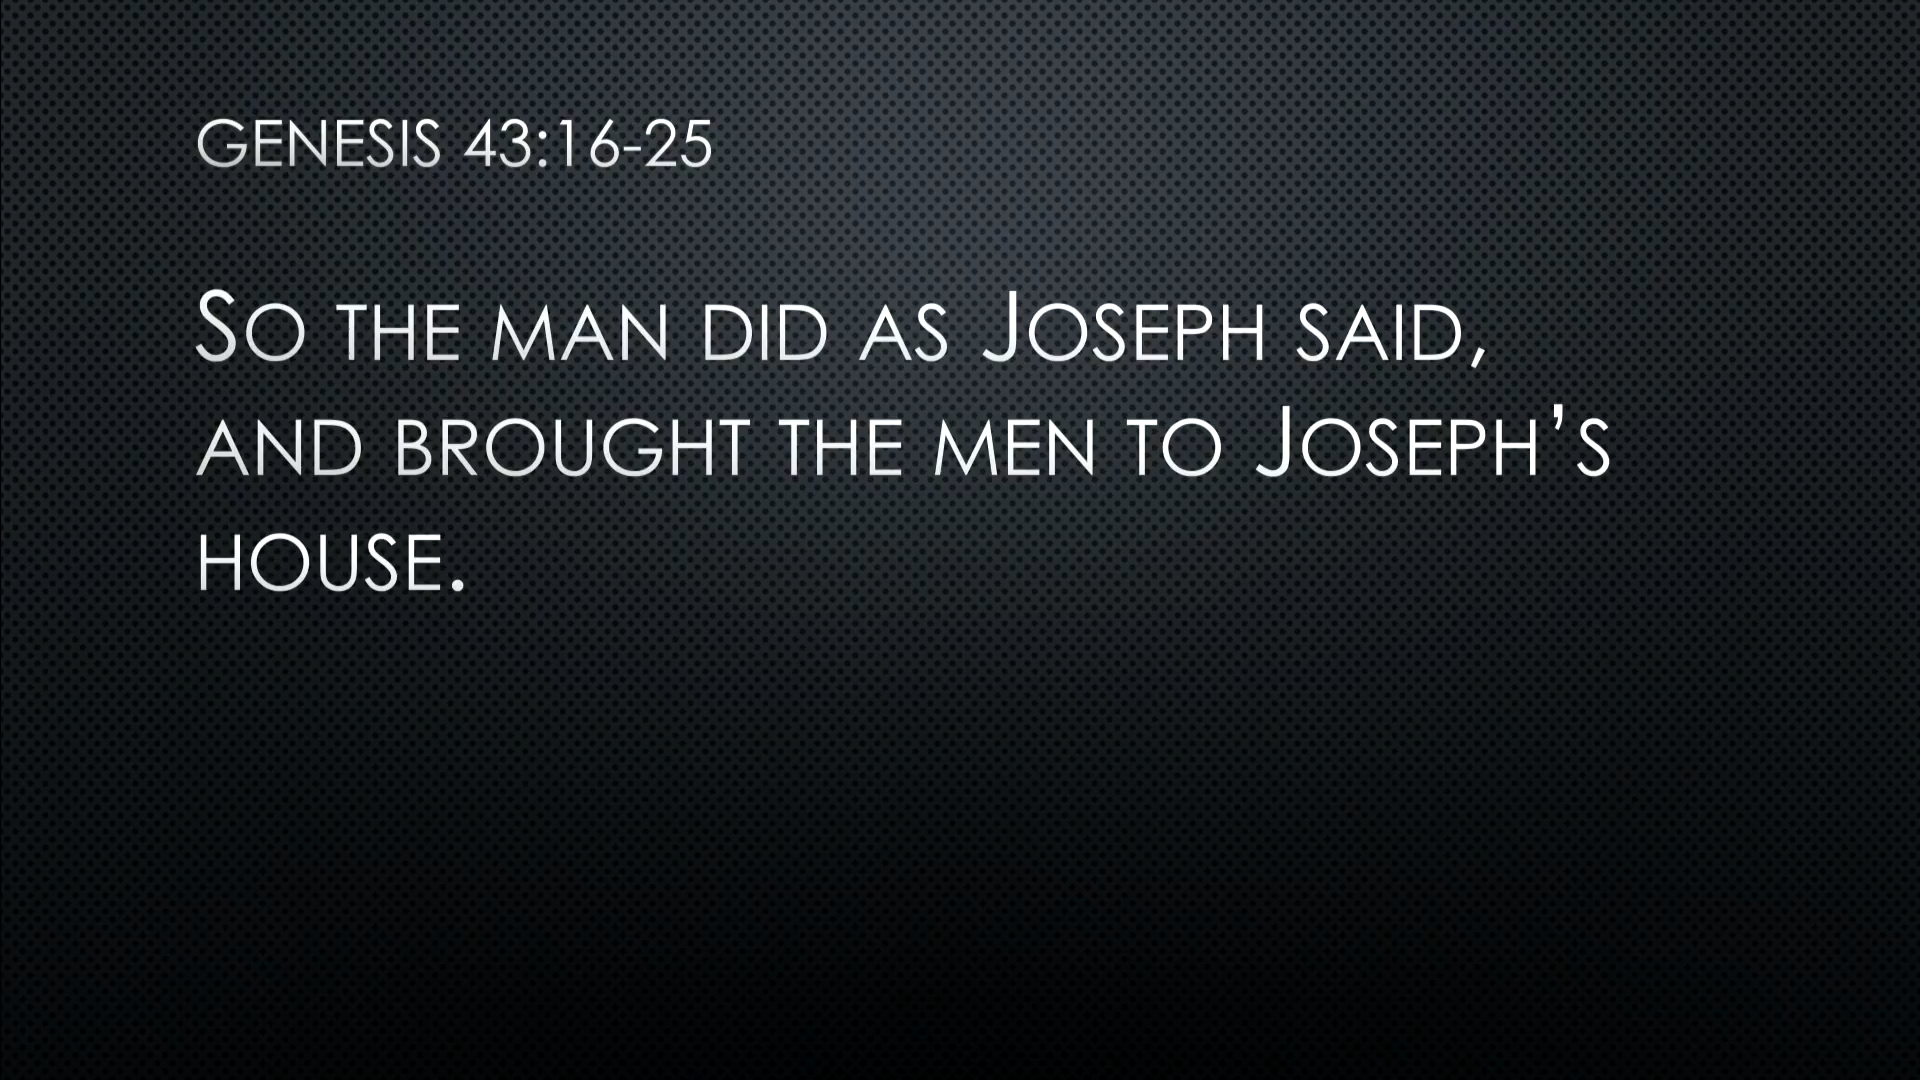 GENESIS 43:16-25
So the man did as Joseph said,
and brought the men to Joseph’s
house.